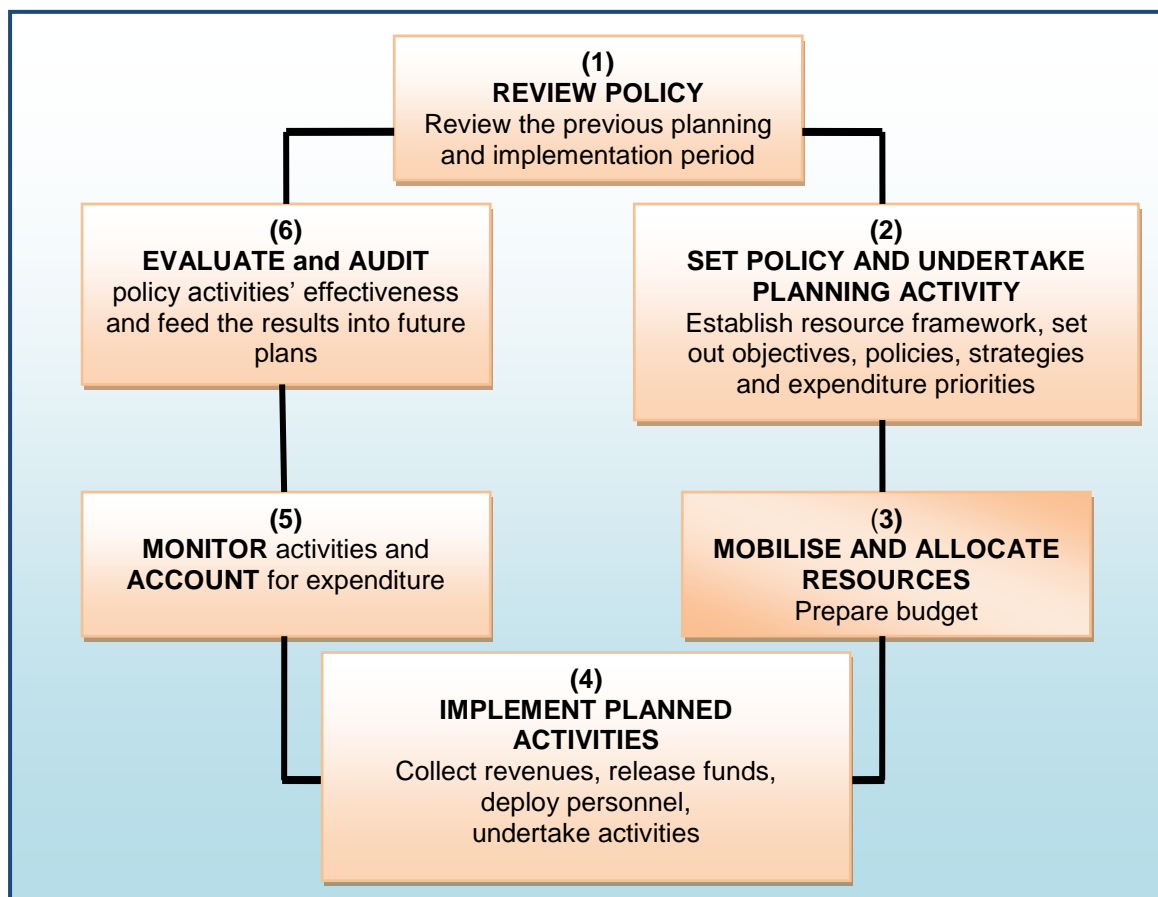 (1)
REVIEW POLICY
Review the previous planning
and implementation period
(2)
SET POLICY AND UNDERTAKE
PLANNING ACTIVITY
Establish resource framework, set
out objectives, policies, strategies
and expenditure priorities
(3)
MOBILISE AND ALLOCATE
RESOURCES
Prepare budget
(4)
IMPLEMENT PLANNED
ACTIVITIES
Collect revenues, release funds,
deploy personnel,
undertake activities
(5)
MONITOR activities and
ACCOUNT for expenditure
(6)
EVALUATE and AUDIT
policy activities’ effectiveness
and feed the results into future
plans